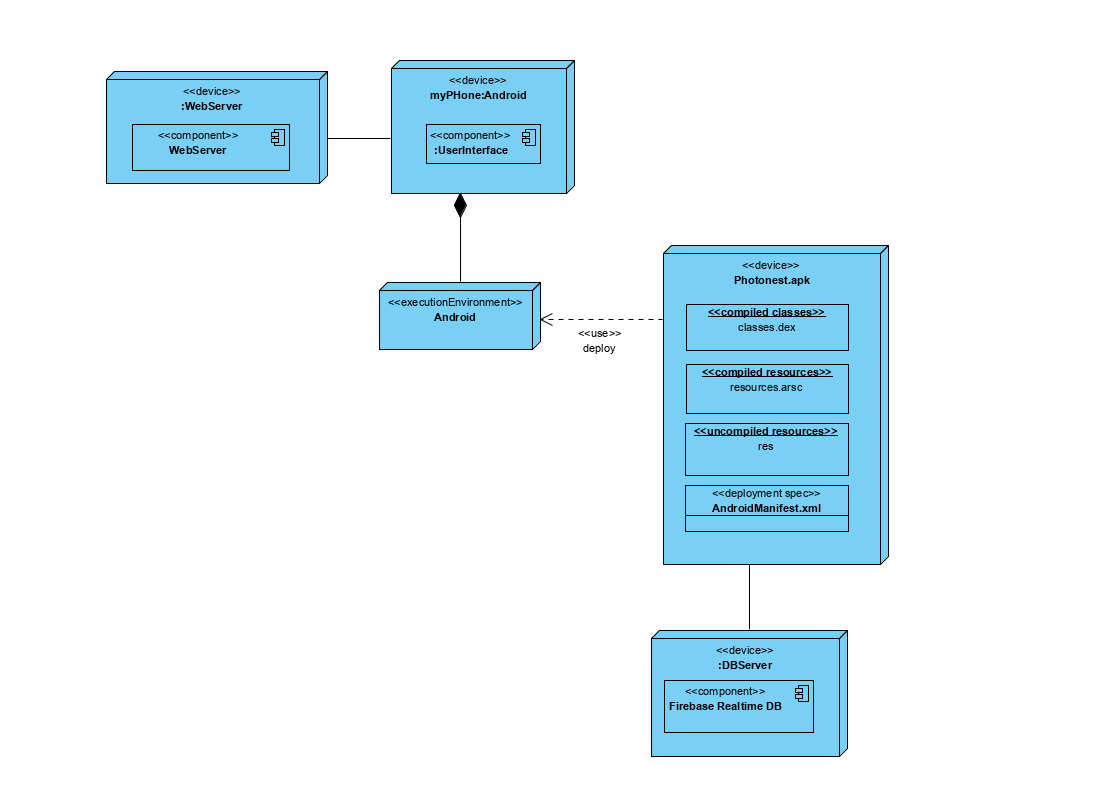 <<device>>
:WebServer
<<component>>
WebServer
<<device>>
myPHone:Android
<<component>>
:UserInterface
<<executionEnvironment>>
Android
<<use>>
deploy
<<device>>
Photonest.apk
<<compiled classes>>
classes.dex
<<compiled resources>>
resources.arsc
<<uncompiled resources>>
res
<<deployment spec>>
AndroidManifest.xml
<<device>>
:DBServer
<<component>>
Firebase Realtime DB